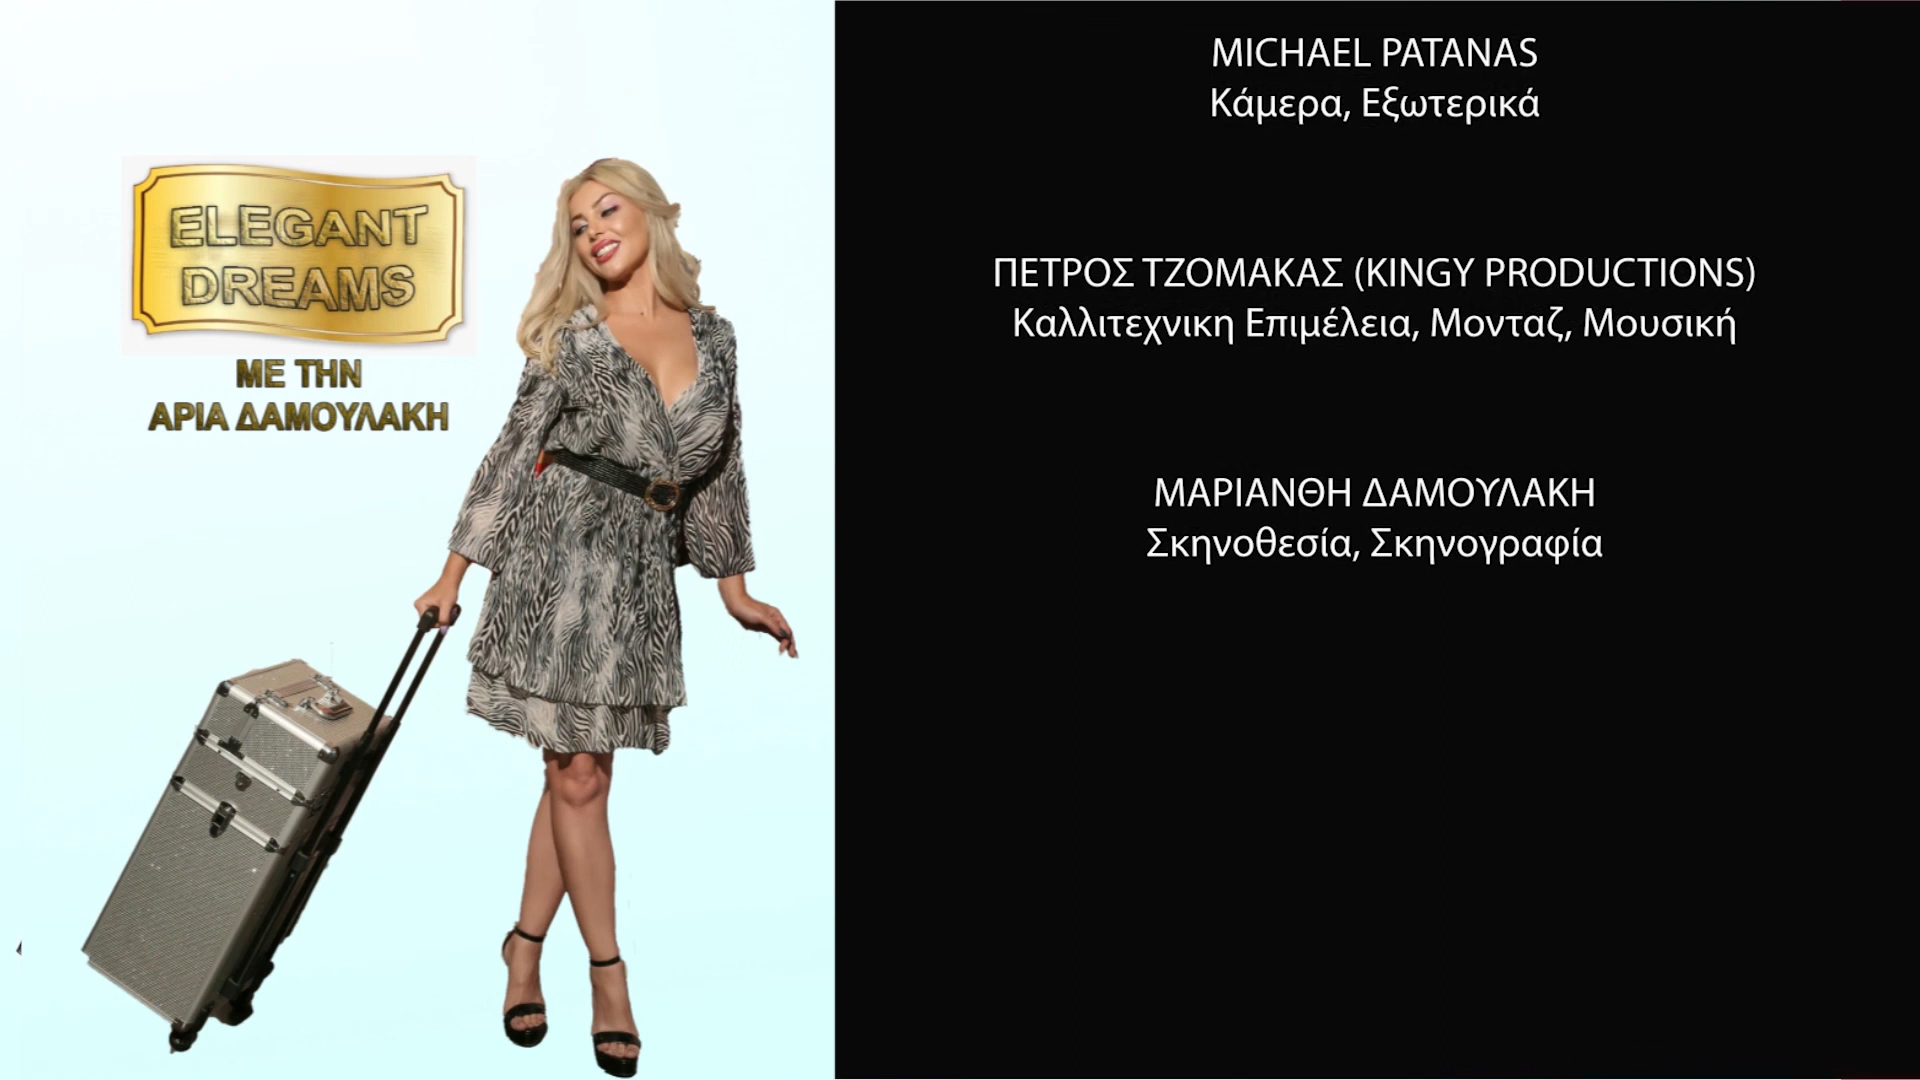 ELEGANT
DREAMS
ΜΕ ΤΗΝ
ΑΡΙΑ ΔΑΜΟΥΛΑΚΗ
MICHAEL PATANAS
Κάμερα, Εξωτερικά
ΠΕΤΡΟΣ ΤΖΟΜΑΚΑΣ (KINGY PRODUCTIONS)
Καλλιτεχνικη Επιμέλεια, Μονταζ, Μουσική
ΜΑΡΙΑΝΘΗ ΔΑΜΟΥΛΑΚΗ
Σκηνοθεσία, Σκηνογραφία